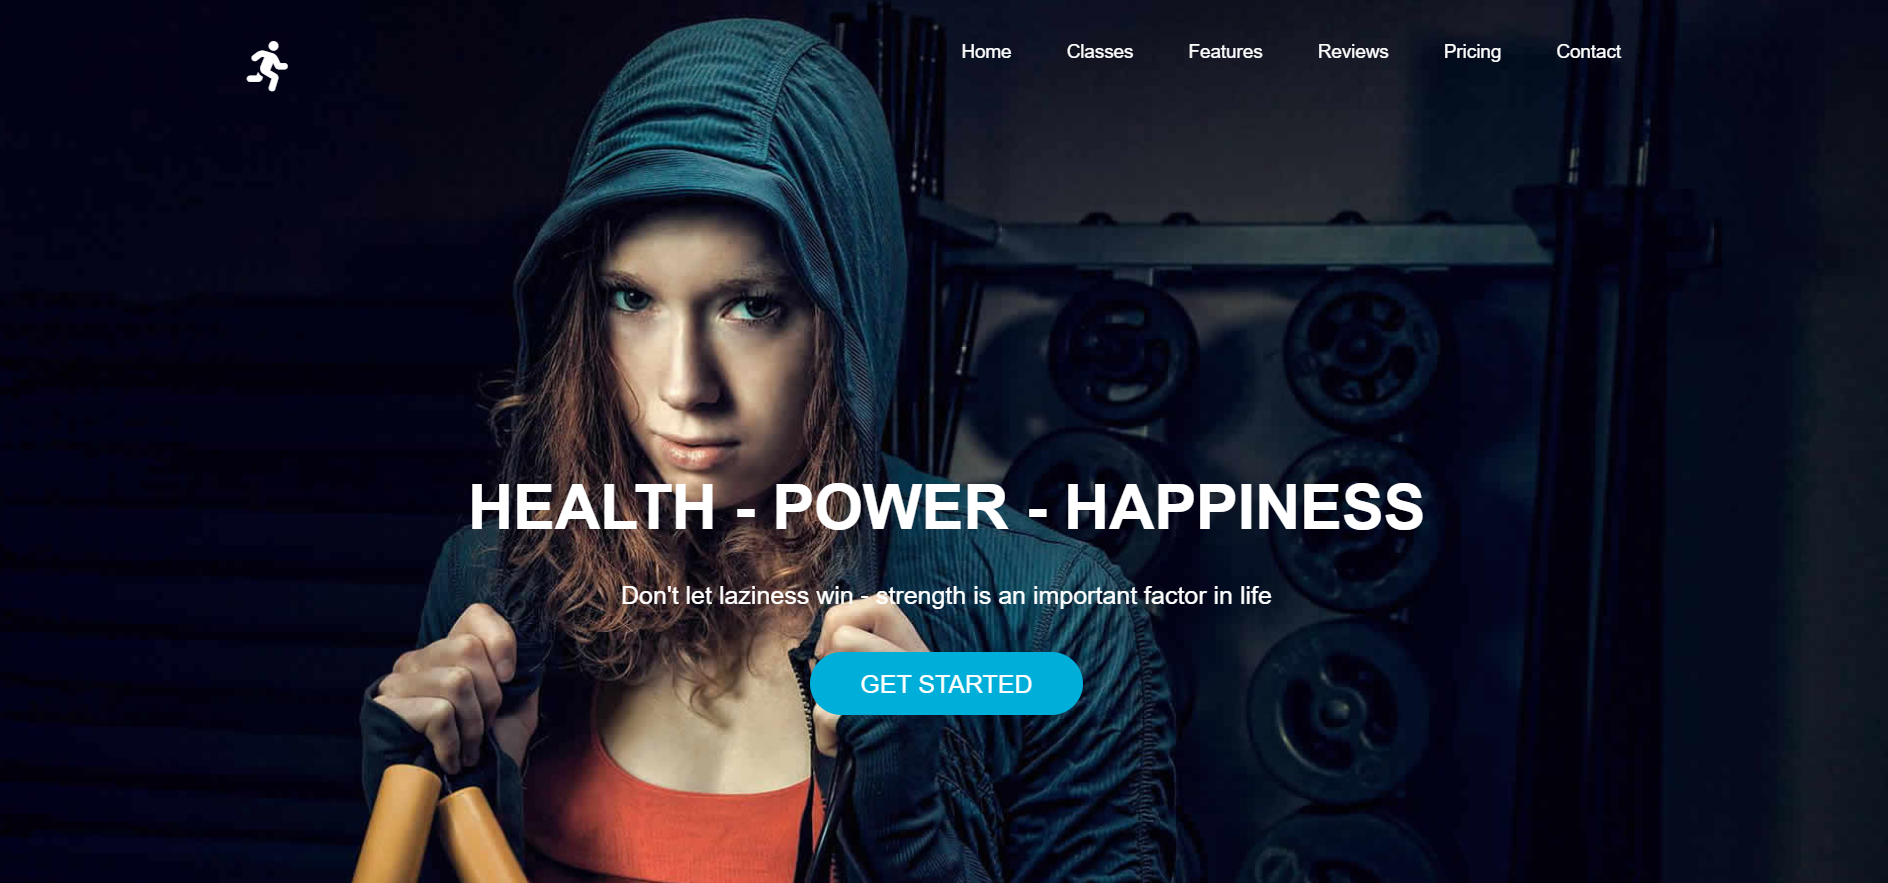 Home Classes Features Reviews Pricing Contact
HEALTH - POWER - HAPPINESS
Don't let laziness win - strength is an important factor in life
GET STARTED